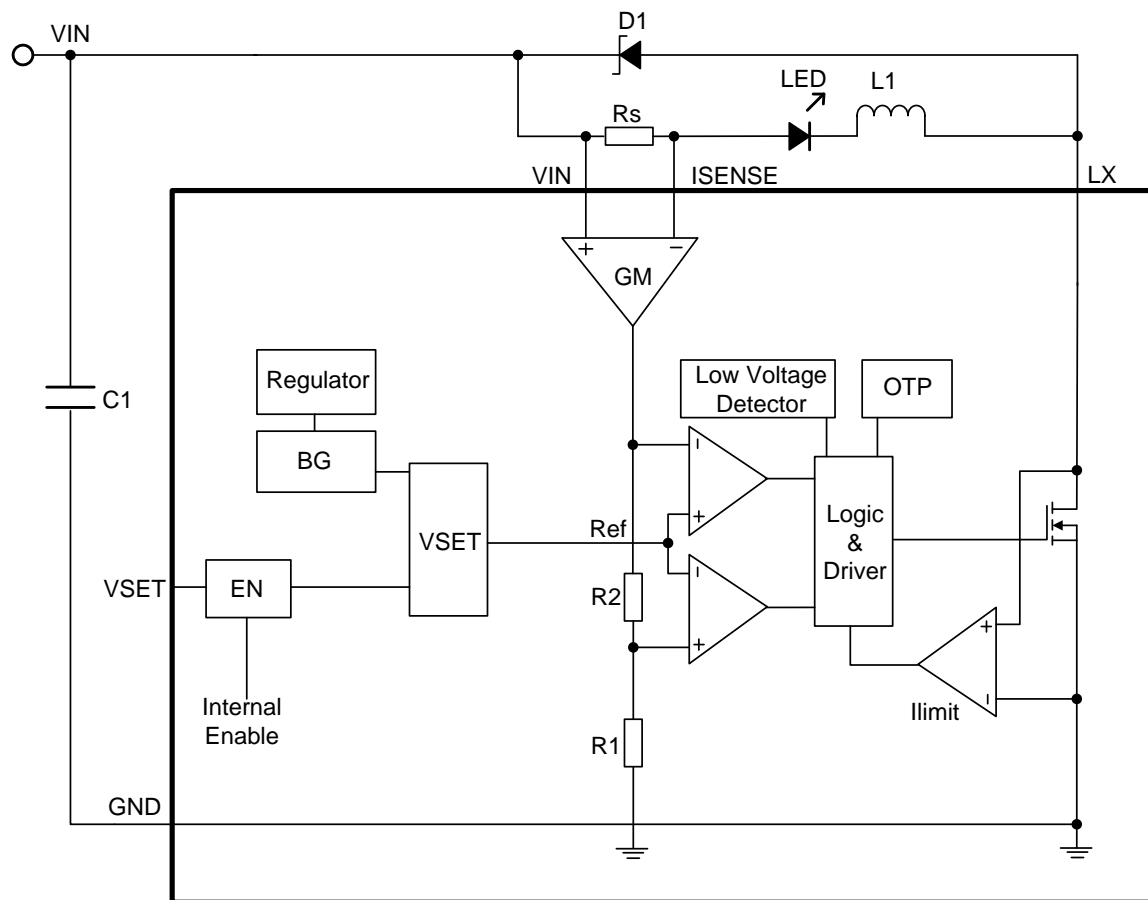 VIN
D1
LED
L1
Rs
VIN
ISENSE
LX
+
−
GM
Regulator
BG
C1
Low Voltage
Detector
OTP
VSET
Ref
Logic
&
Driver
VSET
EN
R2
Internal
Enable
Ilimit
R1
GND